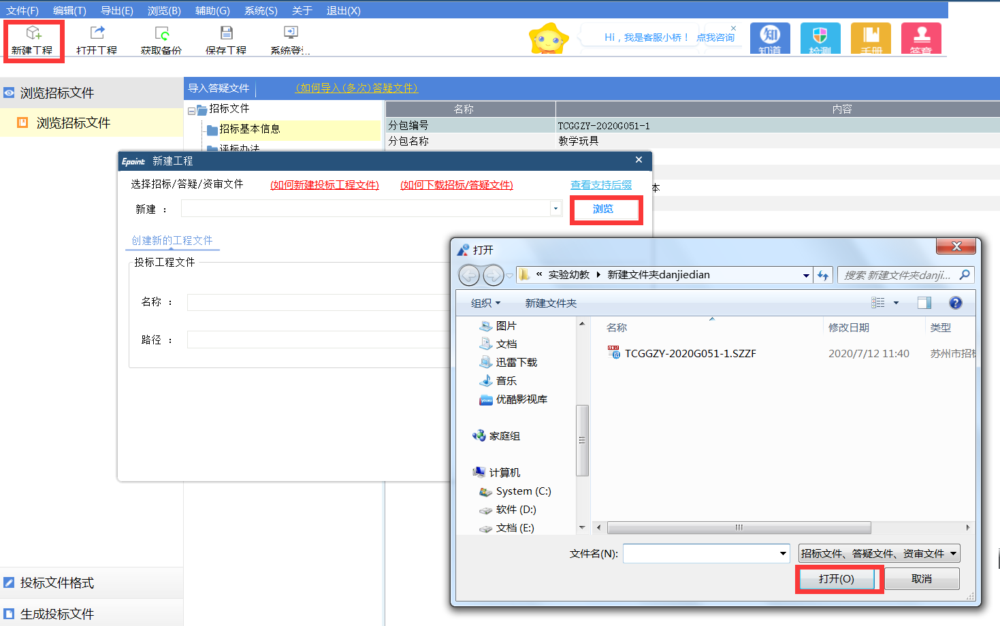 文件(F) 编辑(T) 导出(E) 浏览(B) 辅助(G) 系统(S) 关于 退出(X)
新建工程 打开工程 获取备份 保存工程 系统登
Hi，我是客服小桥！ 点我咨询
知
知道 检测 手册 签章
浏览招标文件
浏览招标文件
导入答疑文件 (如何导入(多次)答疑文件)
招标文件
招标基本信息
评标办法
名称 内容
分包编号 TCGGZY-2020G051-1
分包名称 教学玩具
本
Epoint 新建工程
选择招标/答疑/资审文件 (如何新建投标工程文件) (如何下载招标/答疑文件) 查看支持后缀
新建 ： 浏览
创建新的工程文件
投标工程文件
名称 ：
路径 ：
打开
« 实验幼教 新建文件夹danjiedian 搜索 新建文件夹danji...
组织 新建文件夹
图片
文档
迅雷下载
音乐
优酷影视库
家庭组
计算机
System (C:)
软件 (D:)
文档 (E:)
名称 修改日期 类型
TCGGZY-2020G051-1.SZZF 2020/7/12 11:40 苏州市招标
文件名(N): 招标文件、答疑文件、资审文件
打开(O) 取消
投标文件格式
生成投标文件